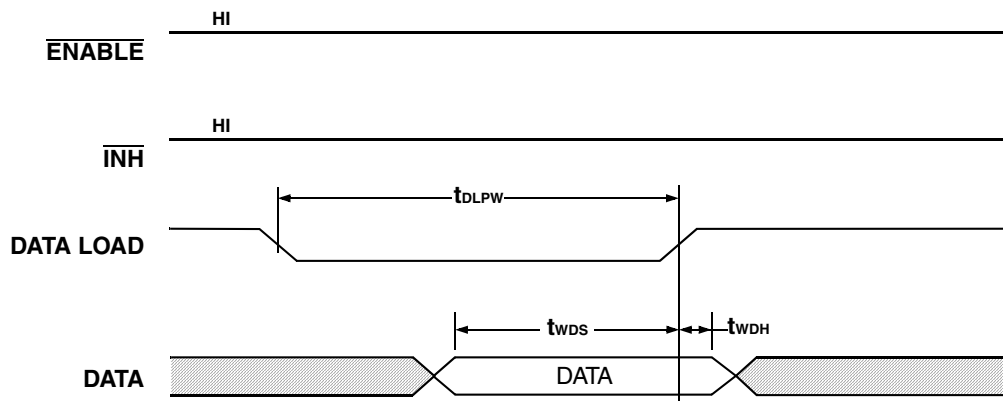 HI
ENABLE
HI
INH
tDLPW
DATA LOAD
tWDS
tWDH
DATA
DATA